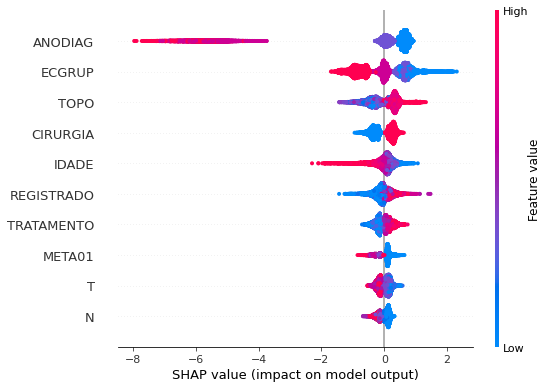 High
ANODIAG
ECGRUP
TOPO
CIRURGIA
IDADE
REGISTRADO
TRATAMENTO
META01
T
N
Feature value
Low
−8 −6 −4 −2 0 2
SHAP value (impact on model output)